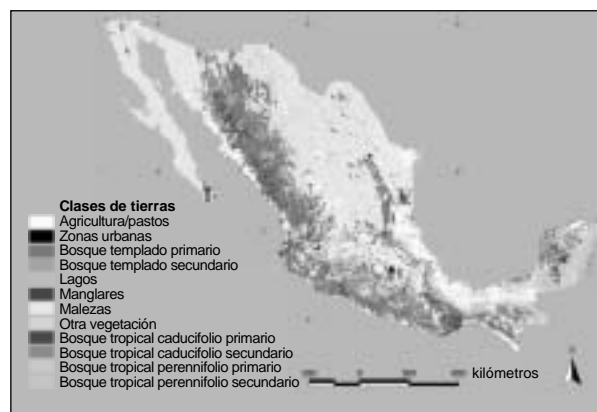 Clases de tierras
Agricultura/pastos
Zonas urbanas
Bosque templado primario
Bosque templado secundario
Lagos
Manglares
Malezas
Otra vegetación
Bosque tropical caducifolio primario
Bosque tropical caducifolio secundario
Bosque tropical perennifolio primario
Bosque tropical perennifolio secundario
kilómetros